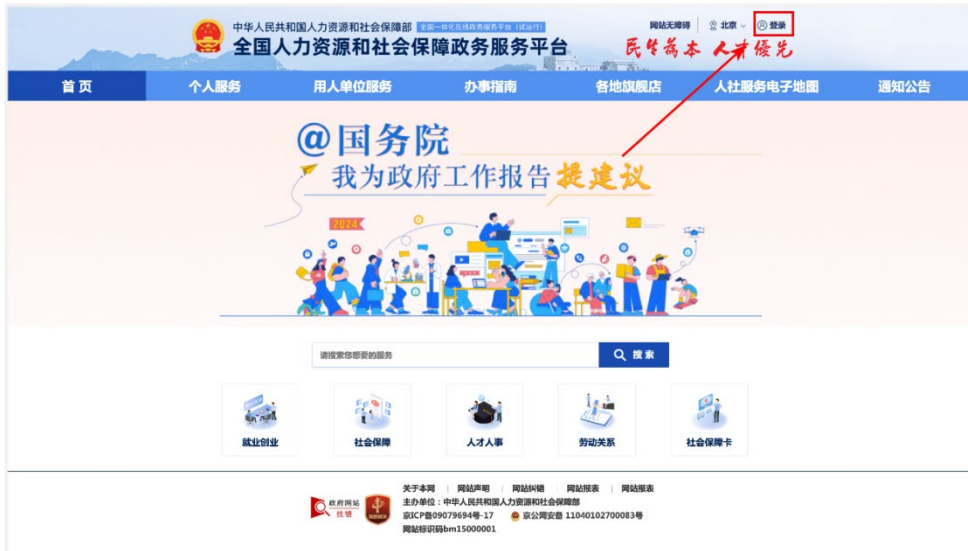 中华人民共和国人力资源和社会保障部 全国一体化在线政务服务平台（试运行）
网站无障碍 北京 登录
全国人力资源和社会保障政务服务平台
民生为本 人才優先
首页 个人服务 用人单位服务 办事指南 各地旗舰店 人社服务电子地图 通知公告
@国务院
我为政府工作报告提建议
2024
请搜索您想要的服务 搜索
就业创业 社会保障 人才人事 劳动关系 社会保障卡
关于本网 网站声明 网站纠错 网站报表 网站报表
政府网站 主办单位：中华人民共和国人力资源和社会保障部
找错 京ICP备09079694号-17 京公网安备 11040102700083号
网站标识码bm15000001